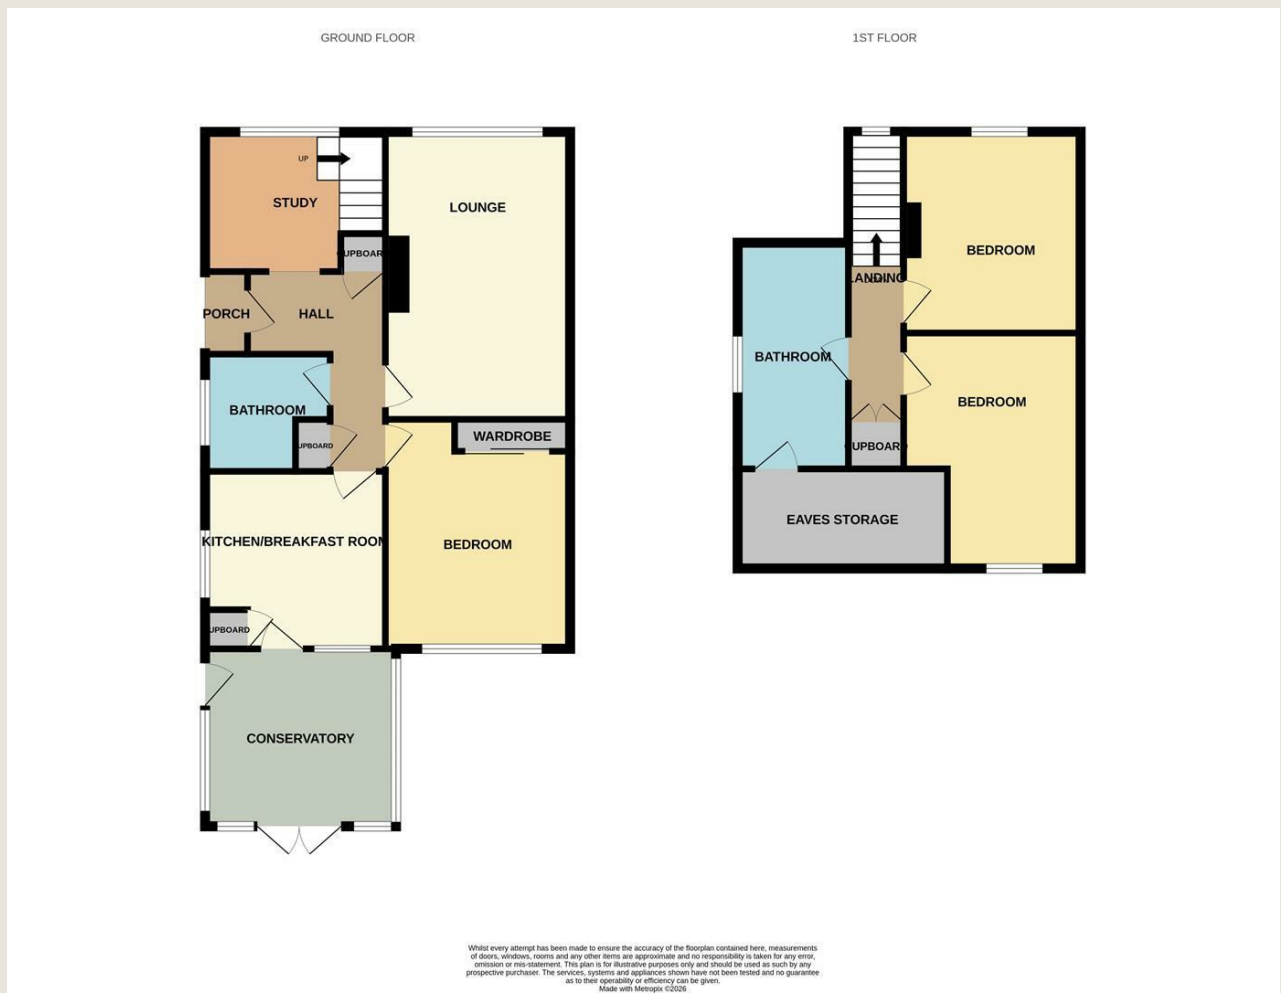 GROUND FLOOR
1ST FLOOR
UP
STUDY
LOUNGE
UPBOAR
PORCH
HALL
BATHROOM
UPBOARD
WARDROBE
KITCHEN/BREAKFAST ROOM
BEDROOM
UPBOARD
CONSERVATORY
BEDROOM
LANDING
BATHROOM
BEDROOM
UPBOARD
EAVES STORAGE
Whilst every attempt has been made to ensure the accuracy of the floorplan contained here, measurements
of doors, windows, rooms and any other items are approximate and no responsibility is taken for any error,
omission or mis-statement. This plan is for illustrative purposes only and should be used as such by any
prospective purchaser. The services, systems and appliances shown have not been tested and no guarantee
as to their operability or efficiency can be given.
Made with Metropix ©2026